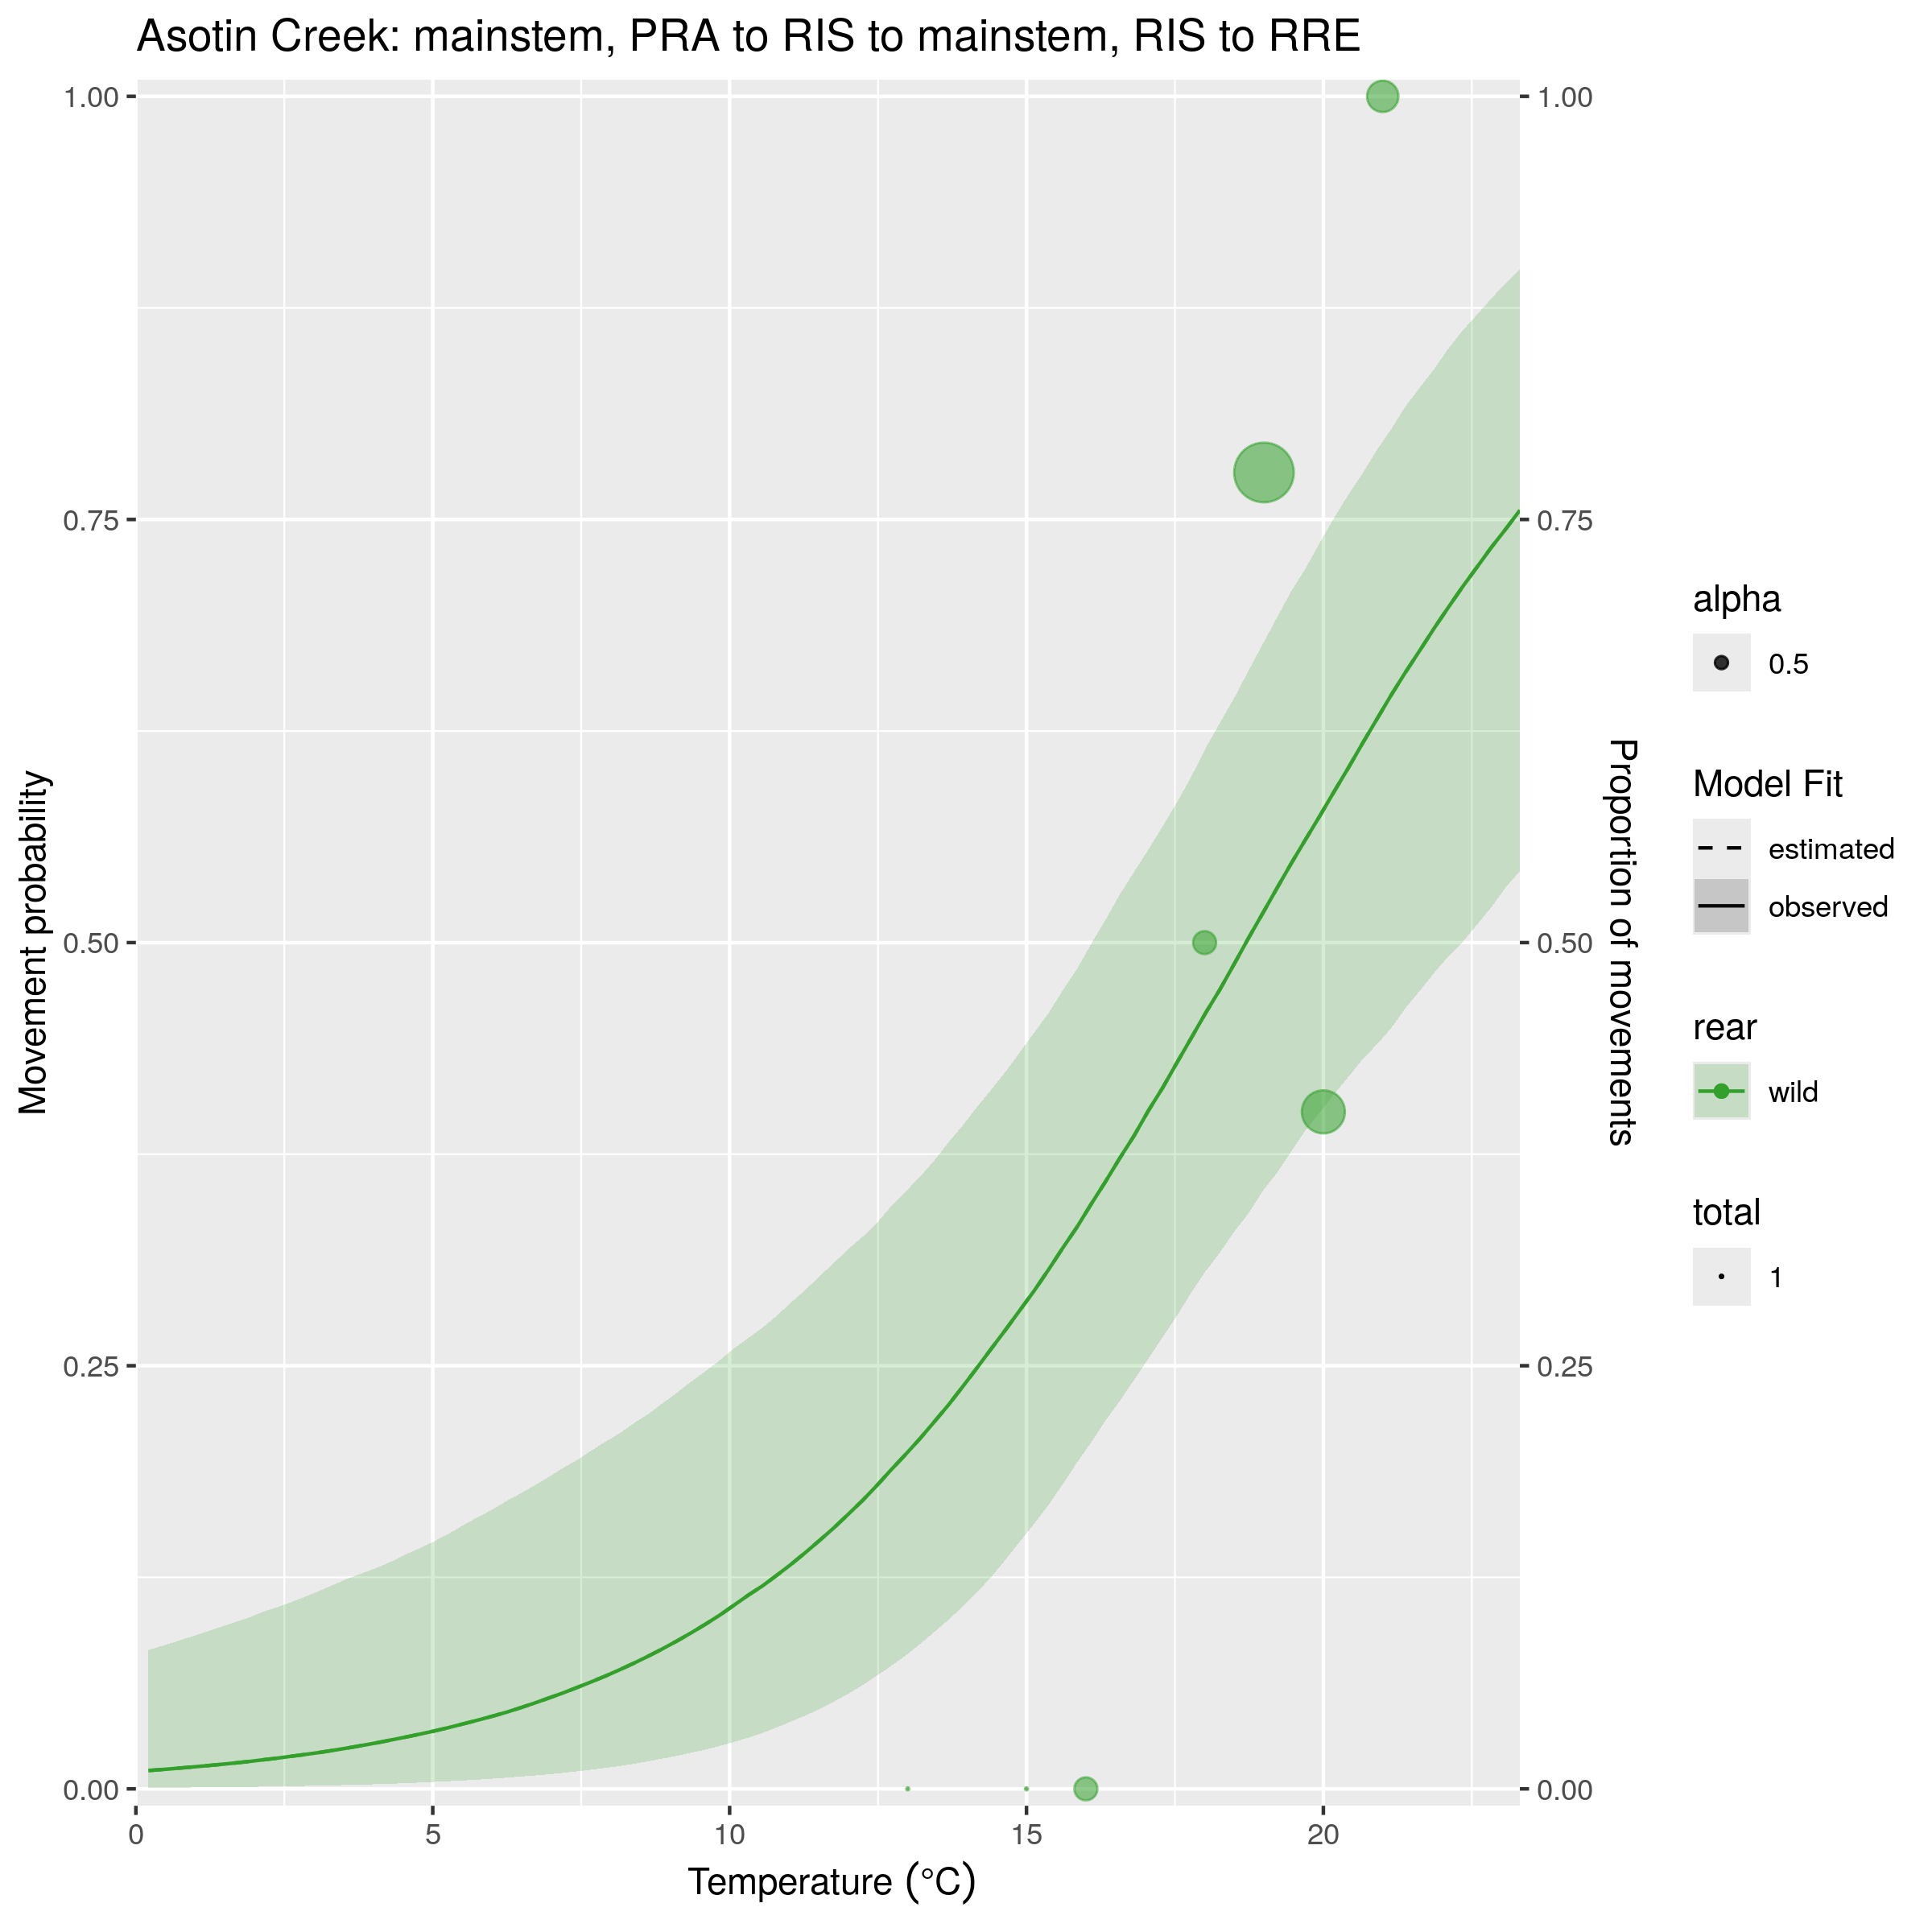 Asotin Creek: mainstem, PRA to RIS to mainstem, RIS to RRE
1.00
0.75
0.50
0.25
0.00
Movement probability
0
5
10
15
20
Temperature (°C)
1.00
0.75
0.50
0.25
0.00
Proportion of movements
alpha
0.5
Model Fit
estimated
observed
rear
wild
total
1